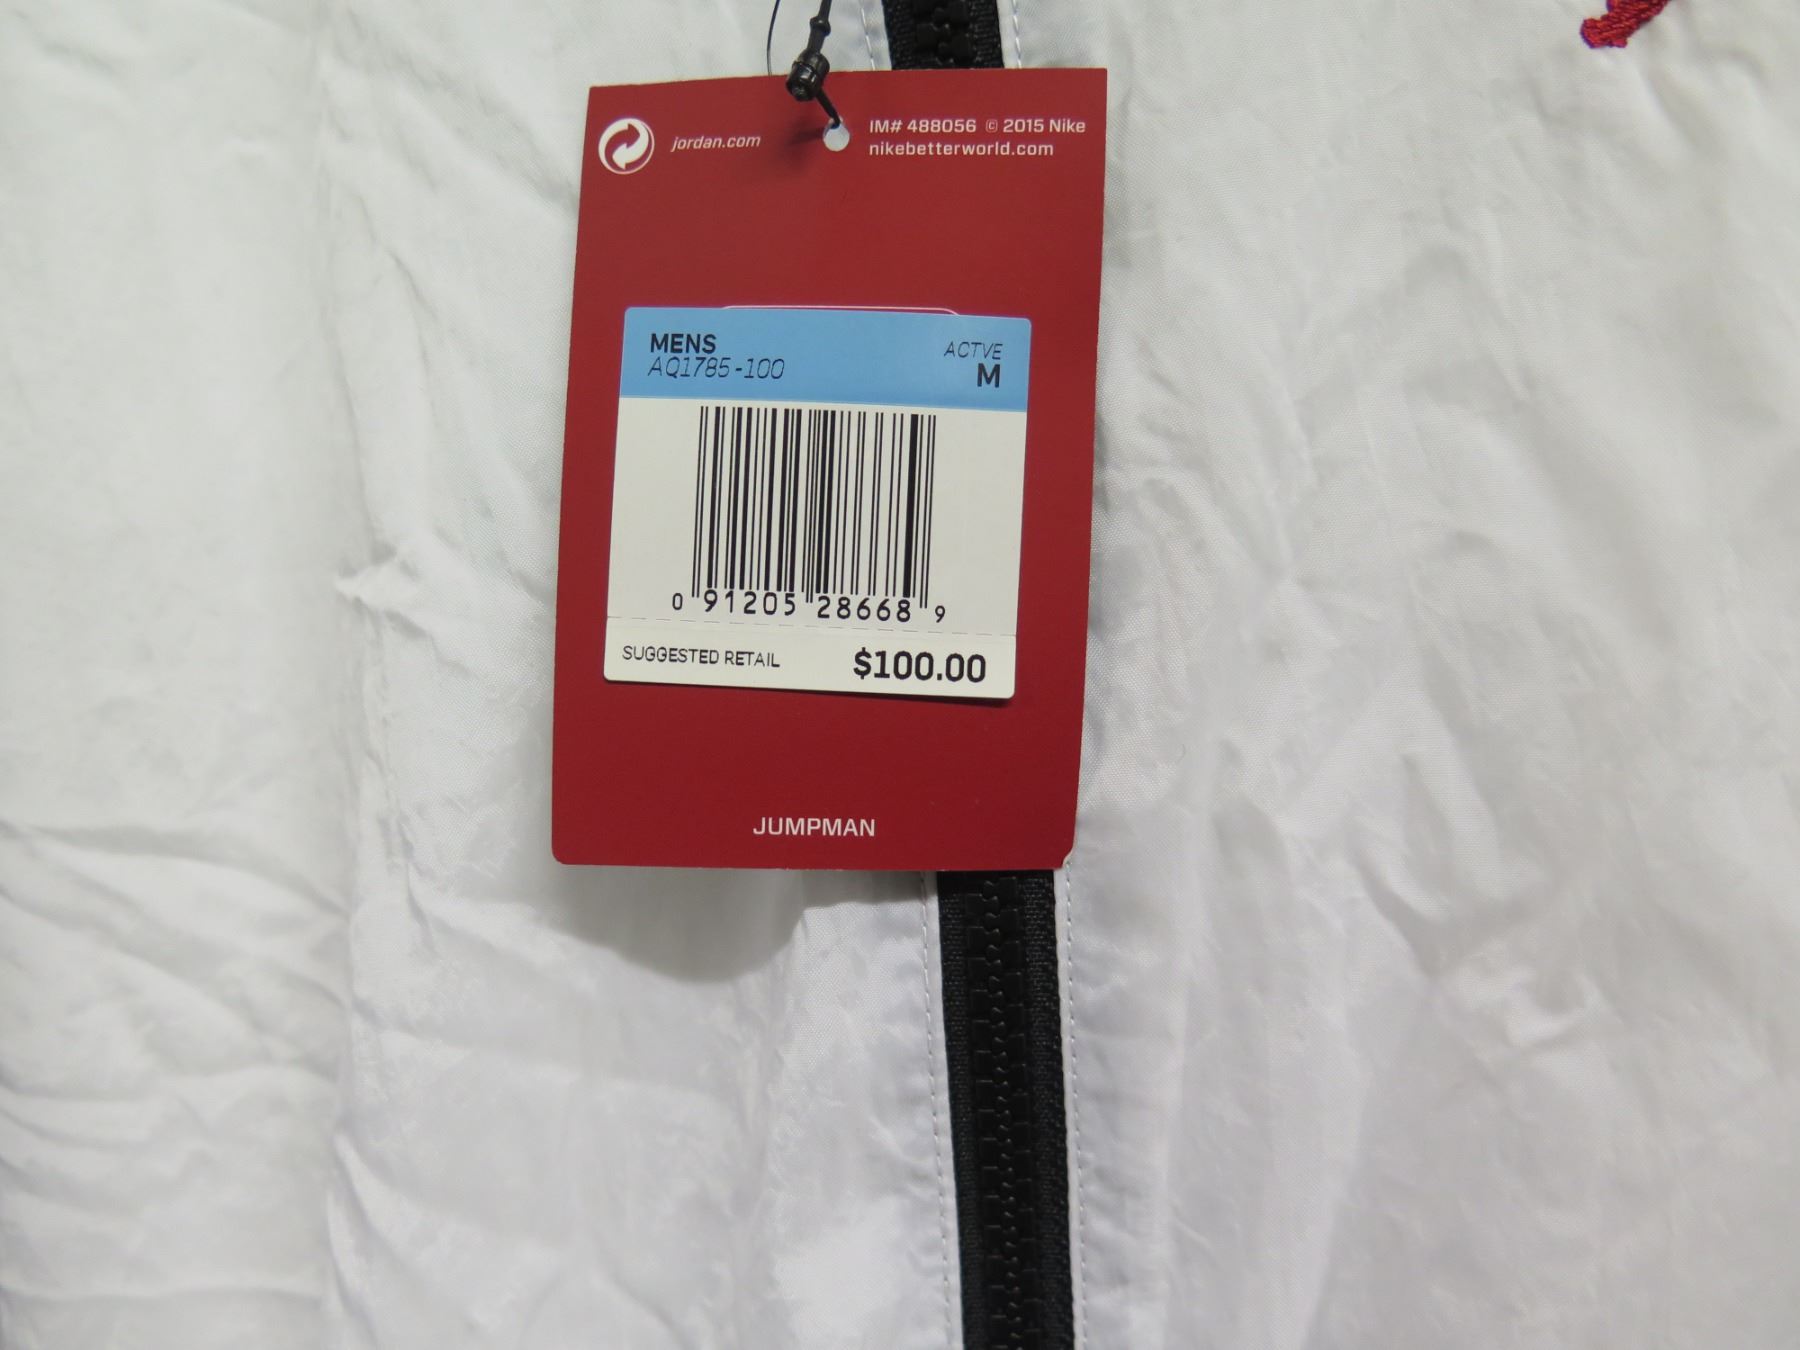 jordan.com
IM# 488056 © 2015 Nike
nikebetterworld.com
MENS
AQ1785-100
ACTVE
M
0 91205 28668 9
SUGGESTED RETAIL $100.00
JUMPMAN